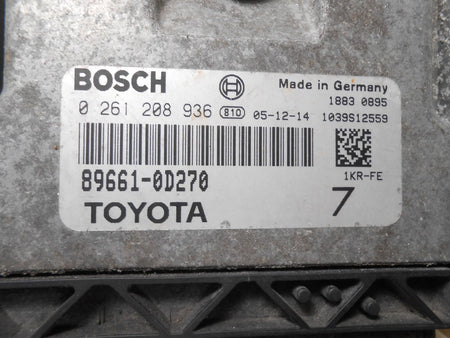 BOSCH Made in Germany
1883 0895
0 261 208 936 810 05-12-14 1039S12559
89661-0D270 1KR-FE
TOYOTA 7